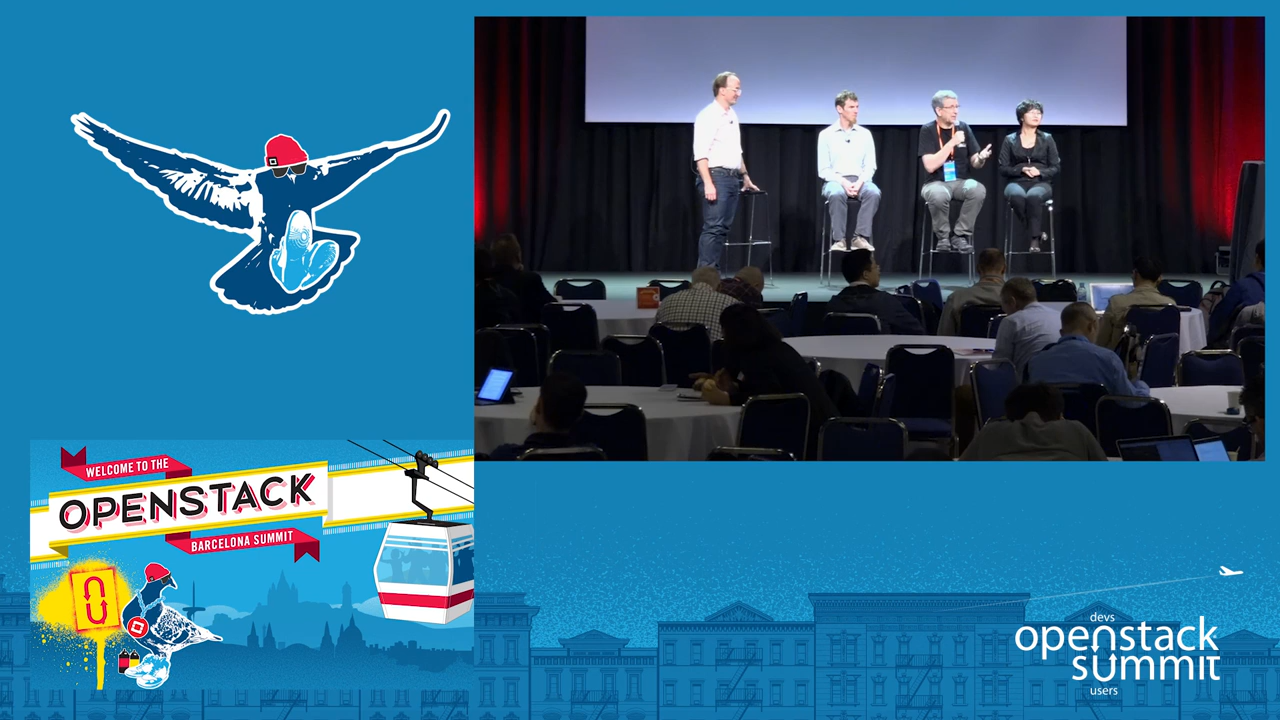 WELCOME TO THE
OPENSTACK
BARCELONA SUMMIT
devs
openstack
summit
users